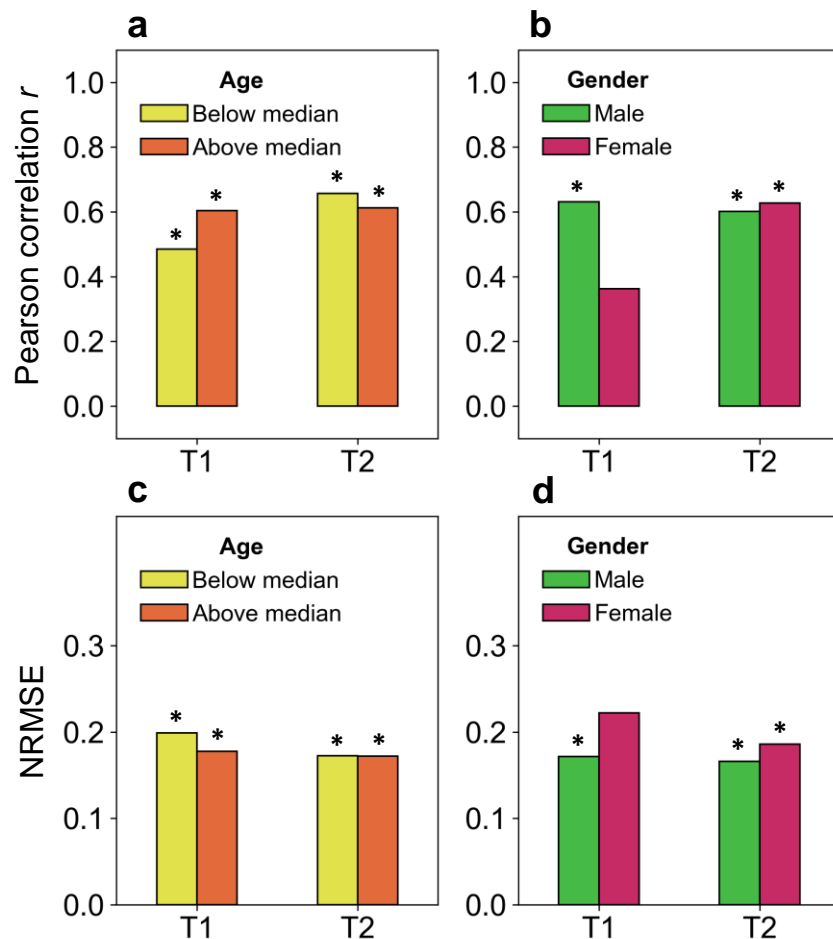 a
Pearson correlation r
1.0
0.8
0.6
0.4
0.2
0.0
Age
Below median
Above median
*
*
*
*
T1
T2
b
1.0
0.8
0.6
0.4
0.2
0.0
Gender
Male
Female
*
*
*
T1
T2
c
NRMSE
0.3
0.2
0.1
0.0
Age
Below median
Above median
*
*
*
*
T1
T2
d
0.3
0.2
0.1
0.0
Gender
Male
Female
*
*
*
T1
T2